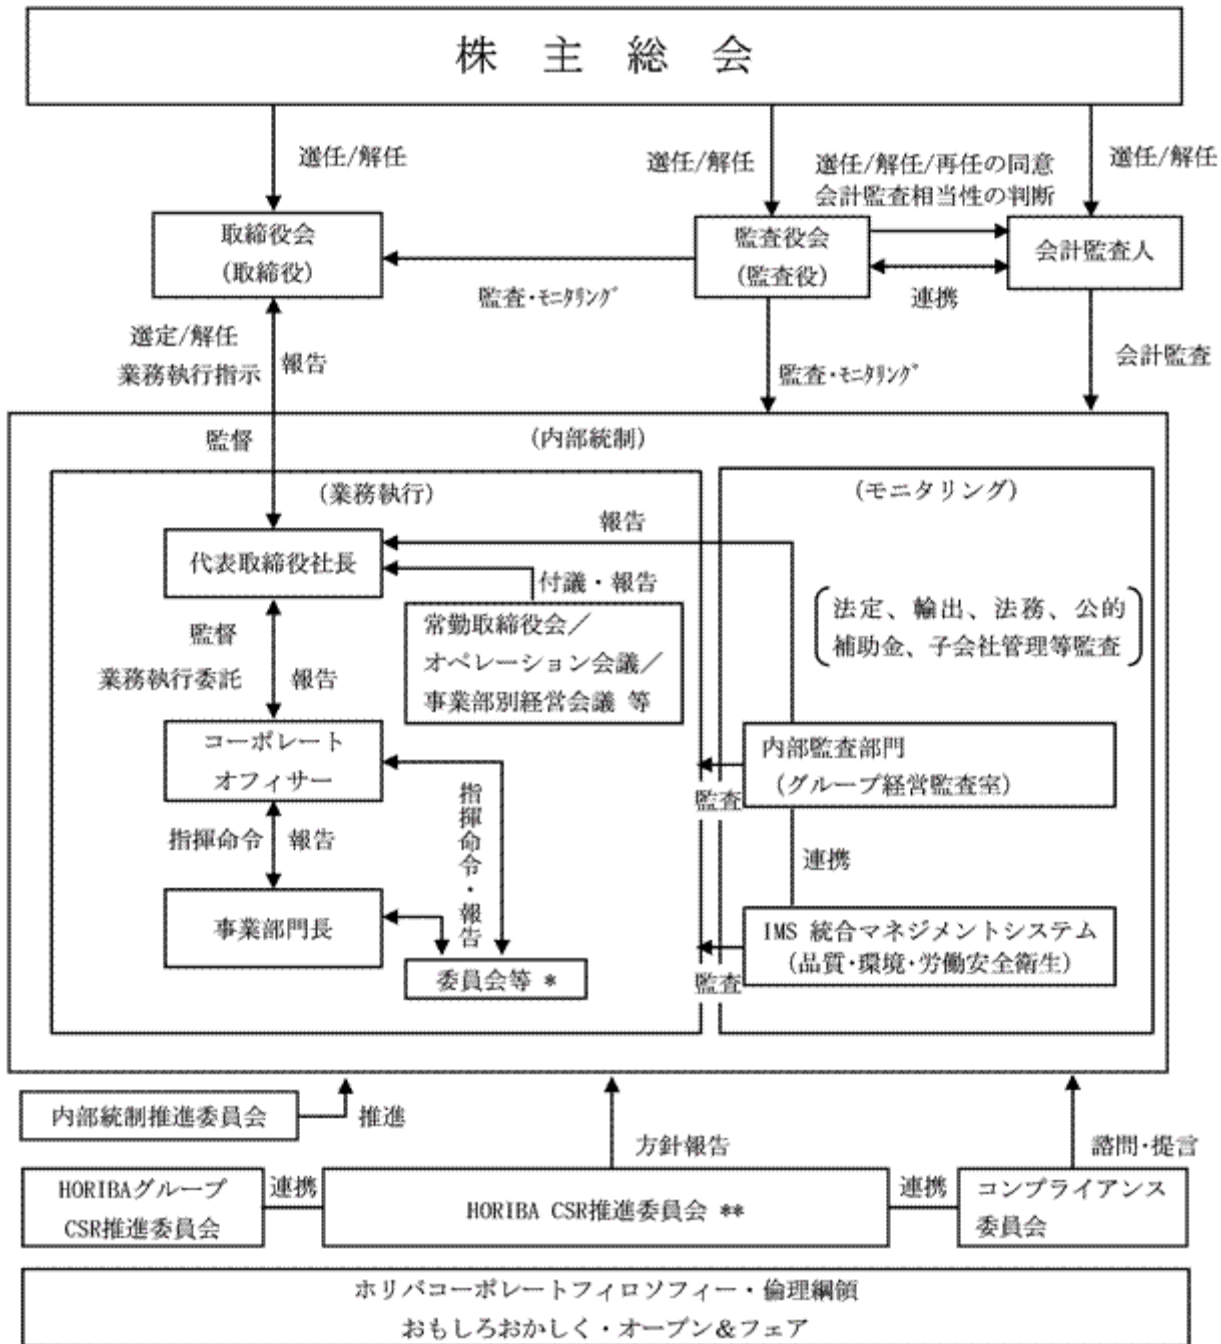 株主総会
選任/解任
選任/解任
選任/解任/再任の同意
会計監査相当性の判断
選任/解任
取締役会
(取締役)
監査役会
(監査役)
会計監査人
監査・ﾓﾆﾀﾘﾝｸﾞ
連携
選定/解任
業務執行指示
報告
監査・ﾓﾆﾀﾘﾝｸﾞ
会計監査
監督
(内部統制)
(業務執行)
(モニタリング)
報告
代表取締役社長
付議・報告
常勤取締役会／
オペレーション会議／
事業部別経営会議 等
法定、輸出、法務、公的
補助金、子会社管理等監査
監督
業務執行委託
報告
コーポレート
オフィサー
内部監査部門
(グループ経営監査室)
監査
指揮命令
報告
指揮命令・報告
連携
事業部門長
委員会等 *
IMS 統合マネジメントシステム
(品質・環境・労働安全衛生)
監査
内部統制推進委員会
推進
方針報告
諮問・提言
HORIBAグループ
CSR推進委員会
連携
HORIBA CSR推進委員会 **
連携
コンプライアンス
委員会
ホリバコーポレートフィロソフィー・倫理綱領
おもしろおかしく・オープン&フェア